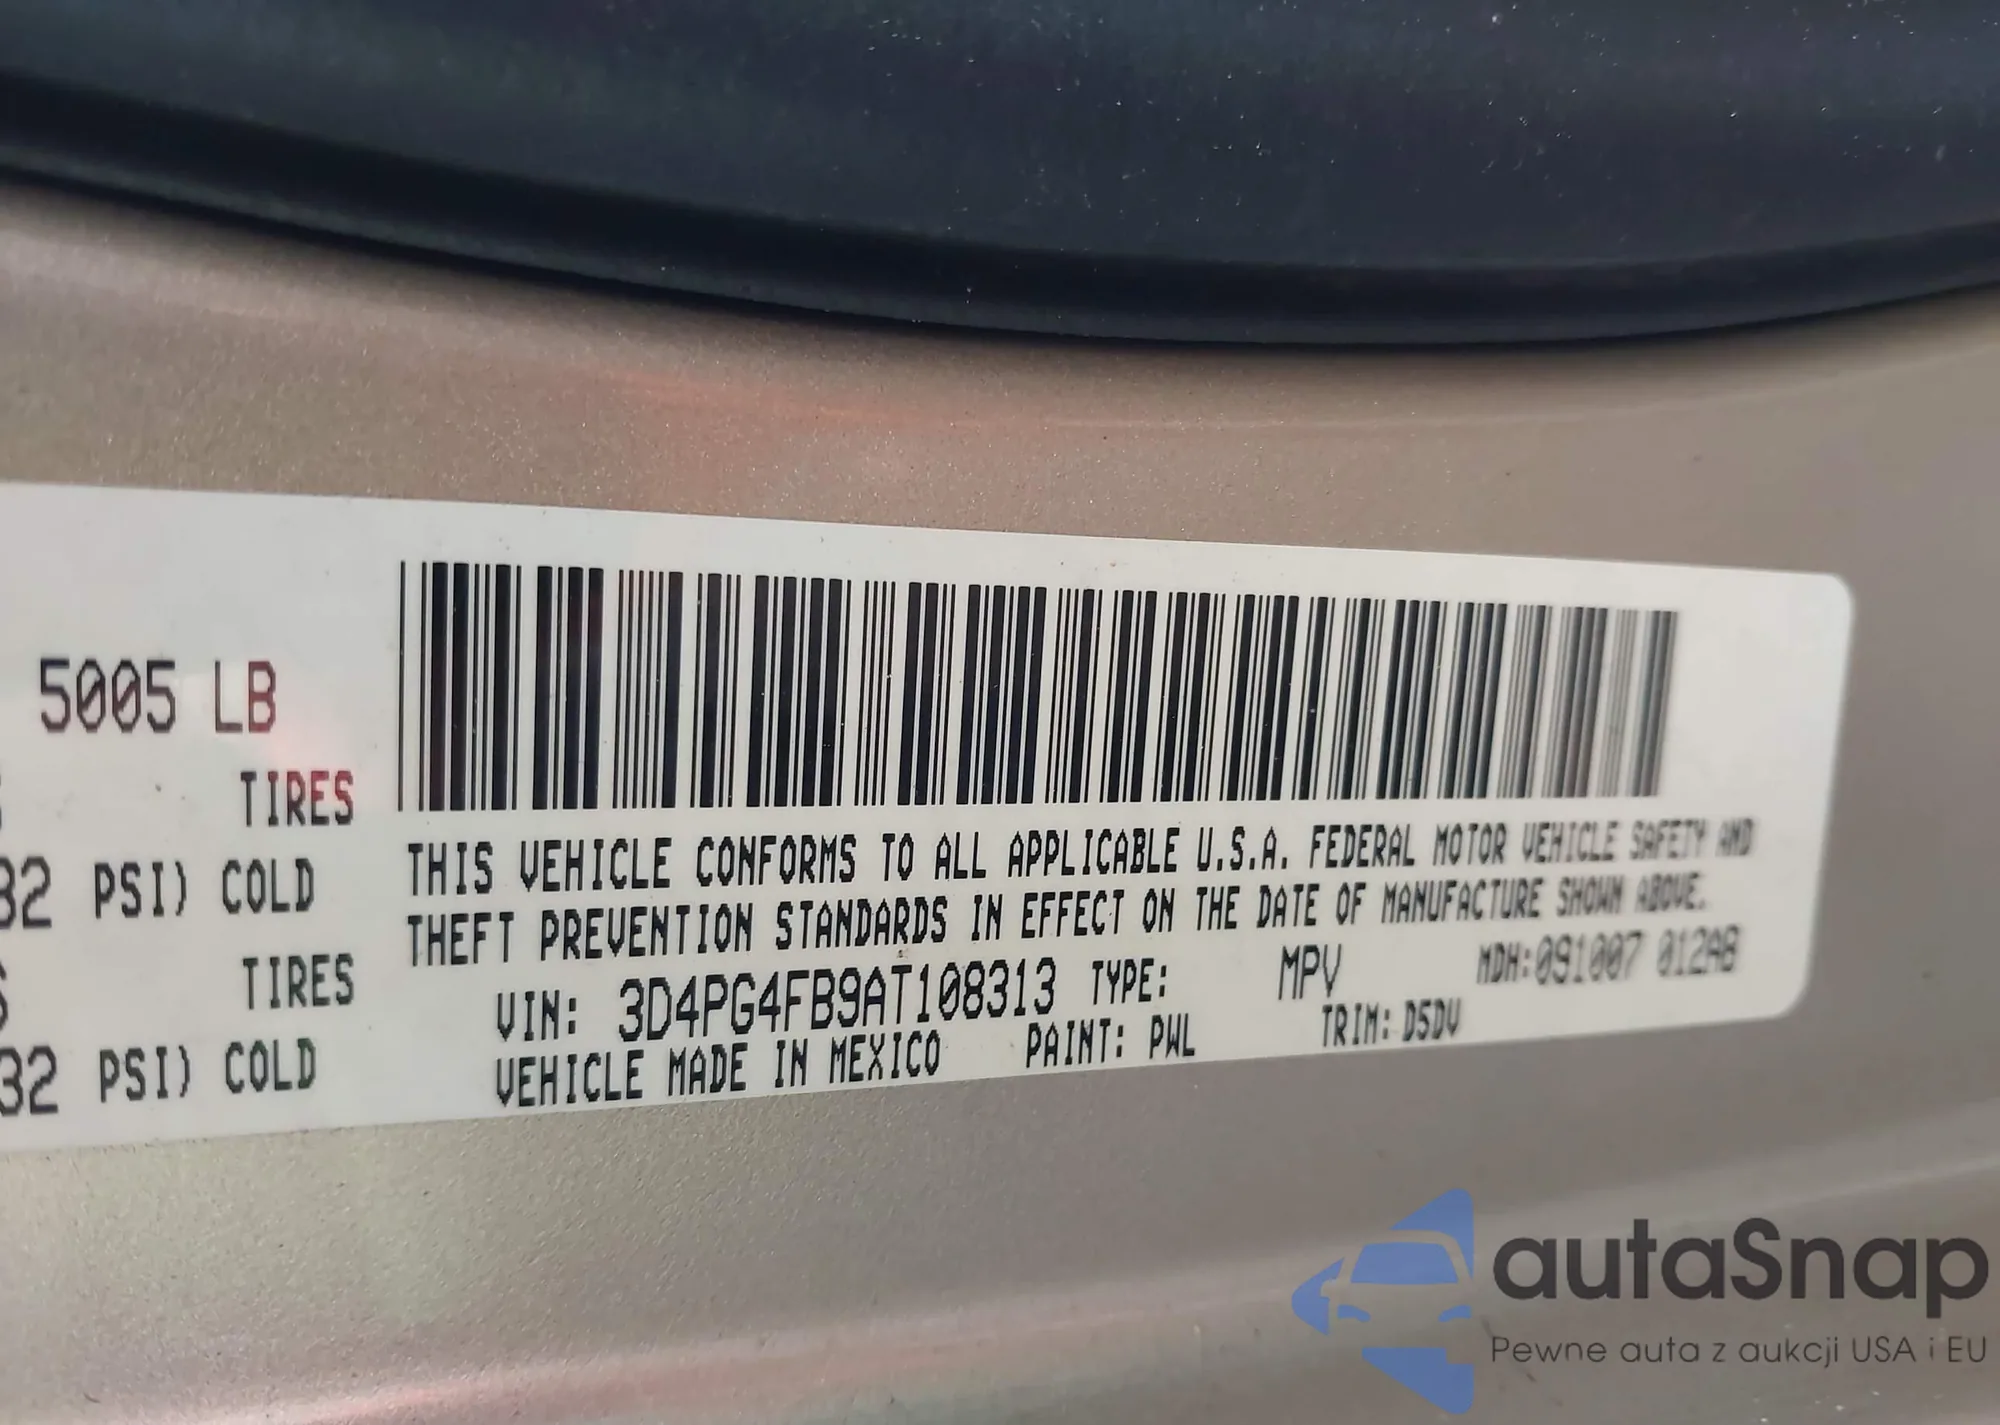 5005 LB
TIRES
32 PSI) COLD
TIRES
32 PSI) COLD
THIS VEHICLE CONFORMS TO ALL APPLICABLE U.S.A. FEDERAL MOTOR VEHICLE SAFETY AND
THEFT PREVENTION STANDARDS IN EFFECT ON THE DATE OF MANUFACTURE SHOWN ABOVE.
VIN: 3D4PG4FB9AT108313 TYPE: MPV MDH:091007 012AB
VEHICLE MADE IN MEXICO PAINT: PWL TRIM: D5DV
autaSnap
Pewne auta z aukcji USA i EU